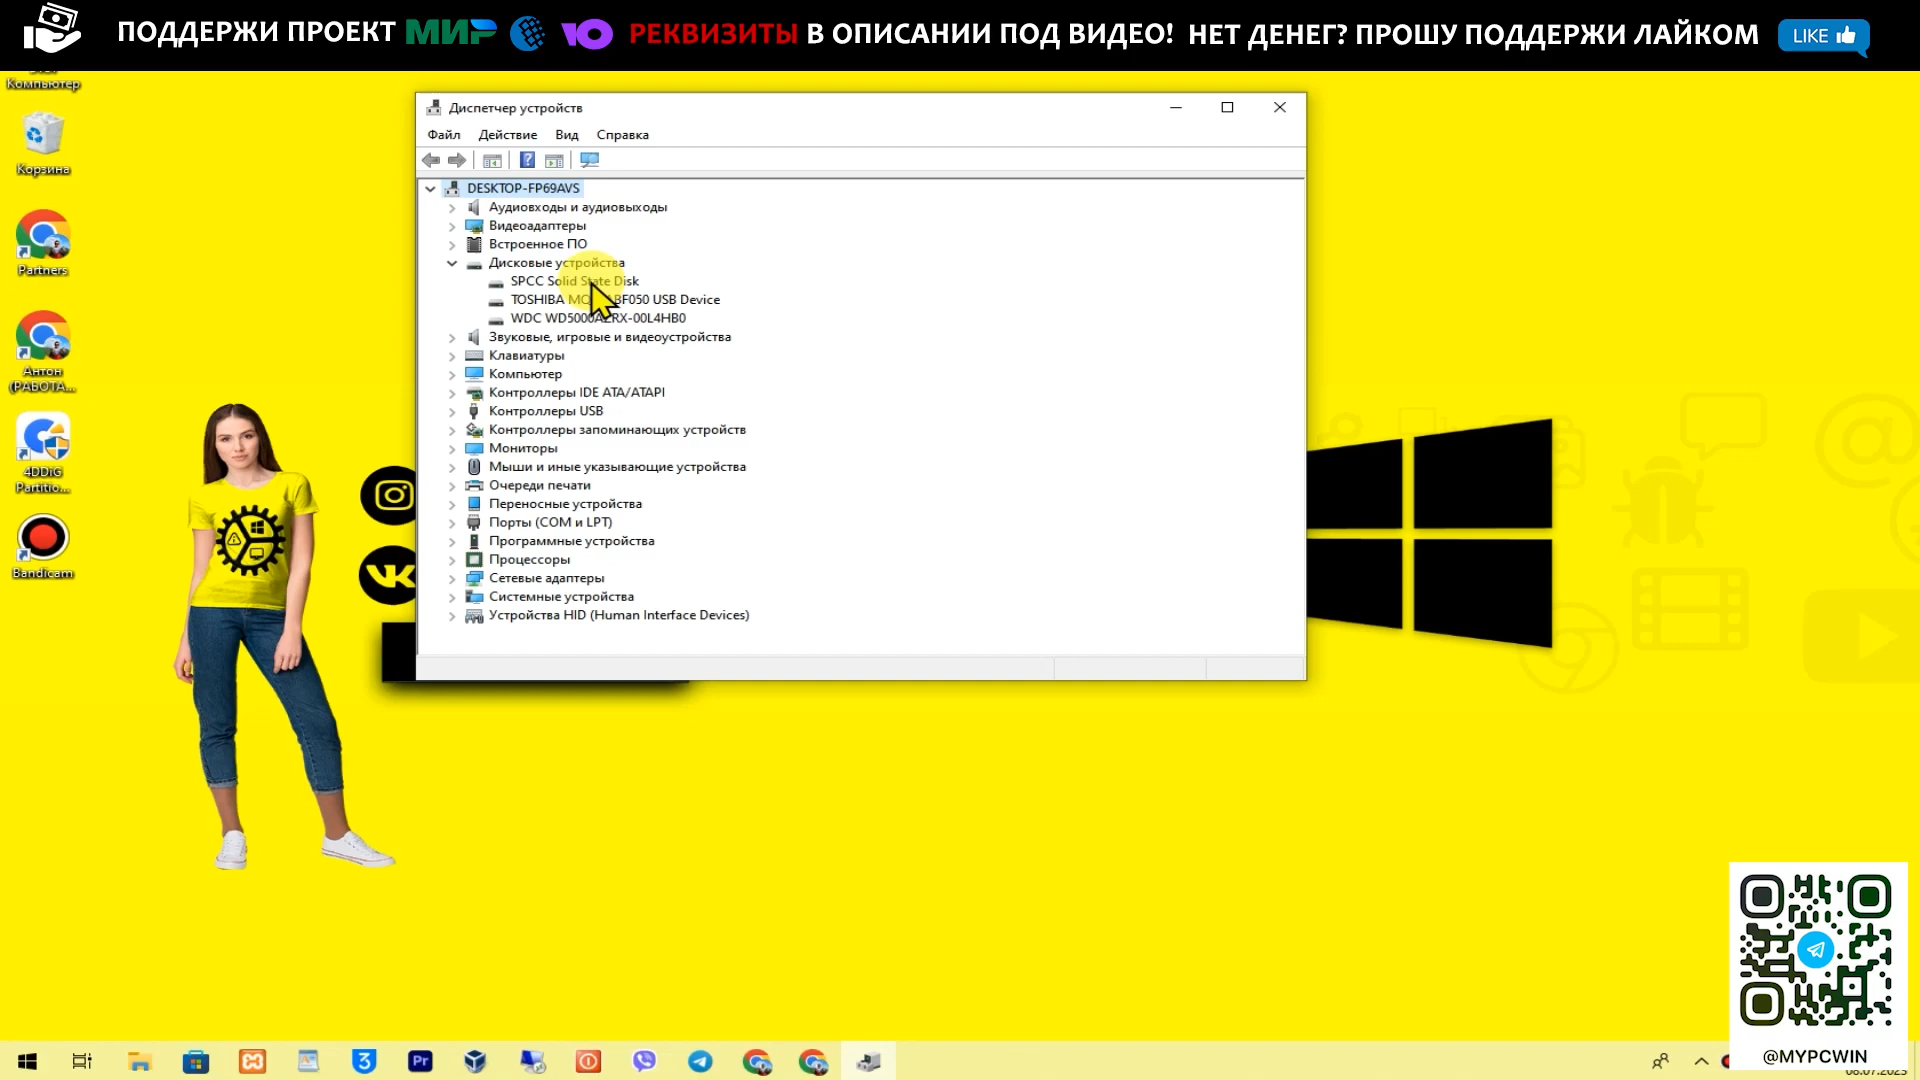 ПОДДЕРЖИ ПРОЕКТ МИР Ю РЕКВИЗИТЫ В ОПИСАНИИ ПОД ВИДЕО! НЕТ ДЕНЕГ? ПРОШУ ПОДДЕРЖИ ЛАЙКОМ LIKE
Компьютер
Корзина
Partners
Антон
(РАБОТА...
4DDiG
Partitio...
Bandicam
Диспетчер устройств
Файл Действие Вид Справка
DESKTOP-FP69AVS
Аудиовходы и аудиовыходы
Видеоадаптеры
Встроенное ПО
Дисковые устройства
SPCC Solid State Disk
TOSHIBA BF050 USB Device
WDC WD5000AZRX-00L4HB0
Звуковые, игровые и видеоустройства
Клавиатуры
Компьютер
Контроллеры IDE ATA/ATAPI
Контроллеры USB
Контроллеры запоминающих устройств
Мониторы
Мыши и иные указывающие устройства
Очереди печати
Переносные устройства
Порты (COM и LPT)
Программные устройства
Процессоры
Сетевые адаптеры
Системные устройства
Устройства HID (Human Interface Devices)
3
Pr
@MYPCWIN